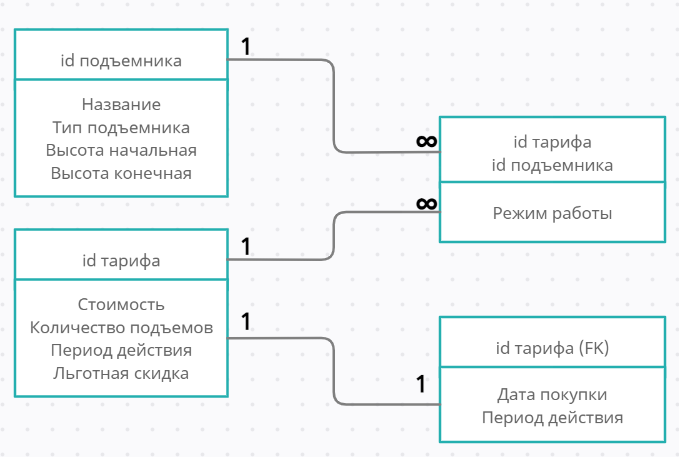 id подъемника
Название
Тип подъемника
Высота начальная
Высота конечная
1
∞
id тарифа
id подъемника
Режим работы
∞
1
id тарифа
Стоимость
Количество подъемов
Период действия
Льготная скидка
1
1
id тарифа (FK)
Дата покупки
Период действия